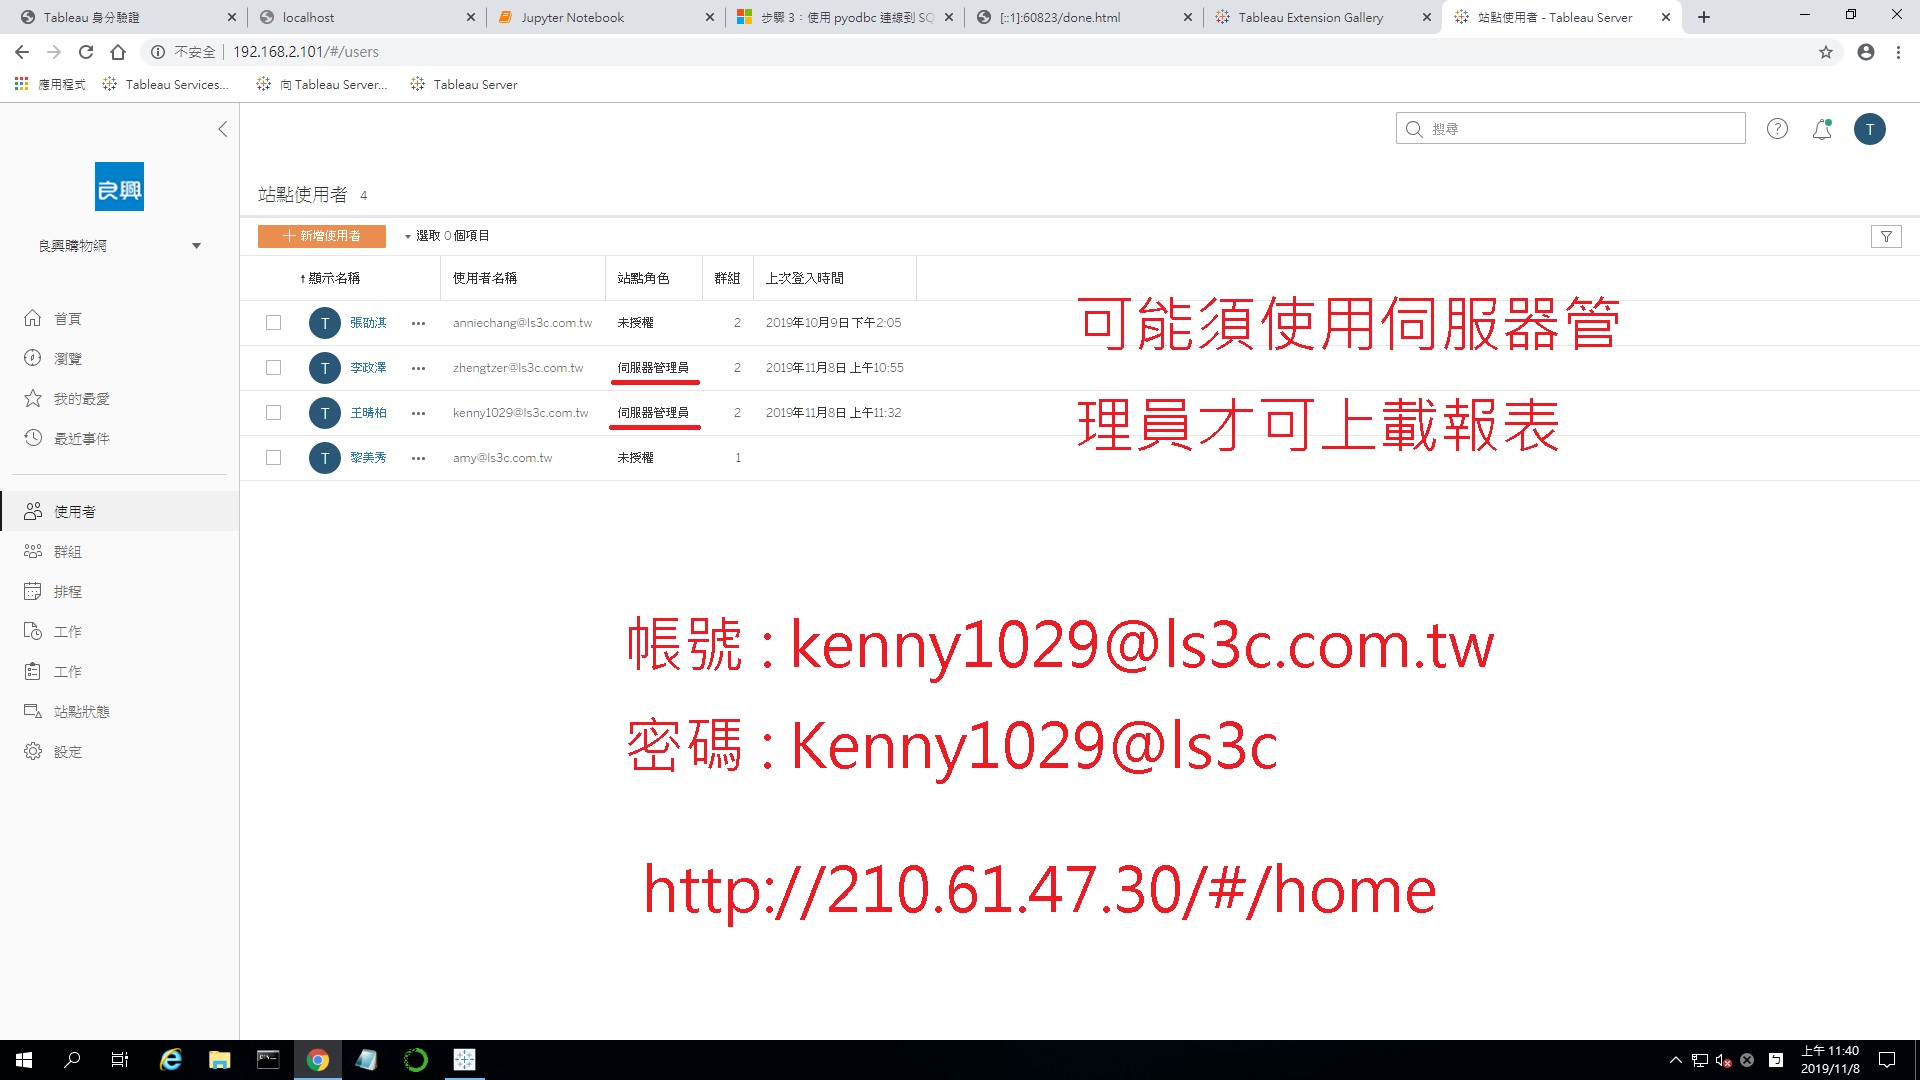 Tableau 身分驗證
localhost
Jupyter Notebook
步驟 3：使用 pyodbc 連線到 SQ
[::1]:60823/done.html
Tableau Extension Gallery
站點使用者 - Tableau Server
不安全 192.168.2.101/#/users
應用程式 Tableau Services... 向 Tableau Server... Tableau Server
搜尋
T
良興
良興購物網
首頁
瀏覽
我的最愛
最近事件
使用者
群組
排程
工作
工作
站點狀態
設定
站點使用者 4
新增使用者 選取 0 個項目
↑ 顯示名稱 使用者名稱 站點角色 群組 上次登入時間
T 張劭淇 ••• anniechang@ls3c.com.tw 未授權 2 2019年10月9日 下午2:05
T 李政澤 ••• zhengtzer@ls3c.com.tw 伺服器管理員 2 2019年11月8日 上午10:55
T 王晴柏 ••• kenny1029@ls3c.com.tw 伺服器管理員 2 2019年11月8日 上午11:32
T 黎美秀 ••• amy@ls3c.com.tw 未授權 1
可能須使用伺服器管
理員才可上載報表
帳號 : kenny1029@ls3c.com.tw
密碼 : Kenny1029@ls3c
http://210.61.47.30/#/home
上午 11:40
2019/11/8